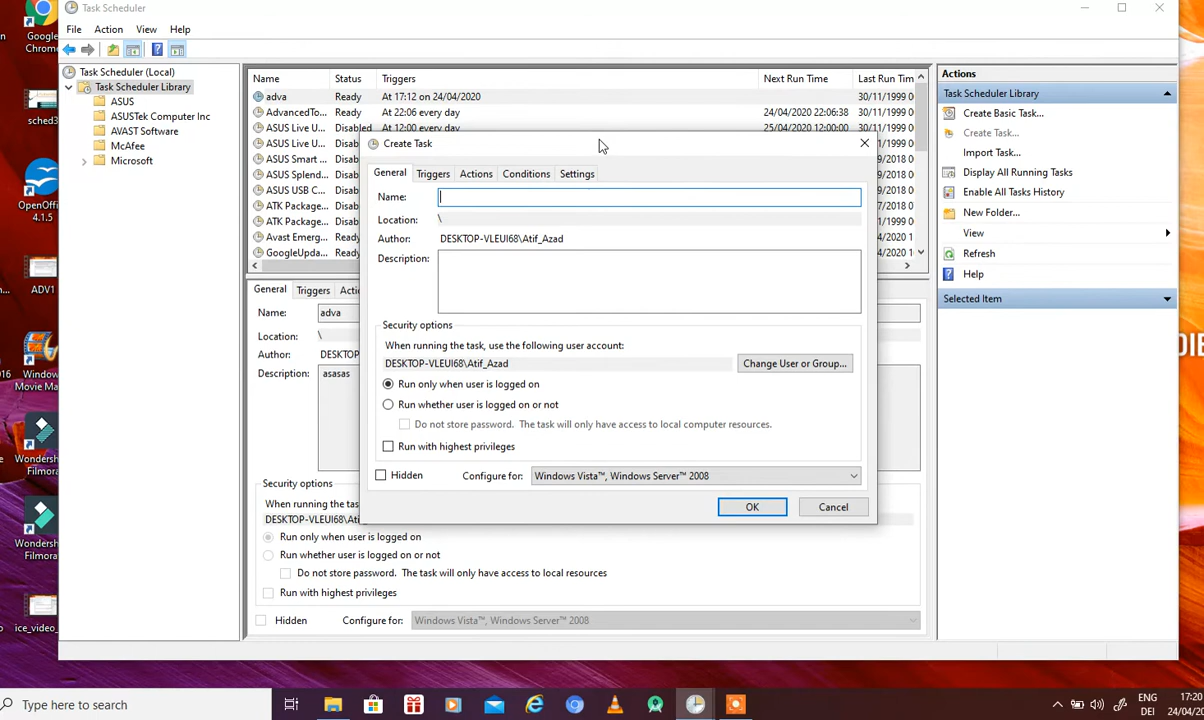 Task Scheduler
File Action View Help
Task Scheduler (Local)
Task Scheduler Library
ASUS
ASUSTek Computer Inc
AVAST Software
McAfee
Microsoft
Name Status Triggers Next Run Time Last Run Tim
adva Ready At 17:12 on 24/04/2020 30/11/1999 0
AdvancedTo... Ready At 22:06 every day 24/04/2020 22:06:38 30/11/1999 0
ASUS Live U... Disabled At 12:00 every day 25/04/2020 12:00:00 30/11/1999 0
ASUS Live U...
ASUS Smart ...
ASUS Splend...
ASUS USB C...
ATK Package...
ATK Package...
Avast Emerg...
GoogleUpda...
General Triggers Actio
Name: adva
Location: \
Author: DESKTOP
Description: asasas
Security options
When running the tas
DESKTOP-VLEUI68\Ati
Run only when user is logged on
Run whether user is logged on or not
Do not store password. The task will only have access to local resources
Run with highest privileges
Hidden Configure for: Windows Vista™, Windows Server™ 2008
Create Task
General Triggers Actions Conditions Settings
Name:
Location: \
Author: DESKTOP-VLEUI68\Atif_Azad
Description:
Security options
When running the task, use the following user account:
DESKTOP-VLEUI68\Atif_Azad Change User or Group...
Run only when user is logged on
Run whether user is logged on or not
Do not store password. The task will only have access to local computer resources.
Run with highest privileges
Hidden Configure for: Windows Vista™, Windows Server™ 2008
OK Cancel
Actions
Task Scheduler Library
Create Basic Task...
Create Task...
Import Task...
Display All Running Tasks
Enable All Tasks History
New Folder...
View
Refresh
Help
Selected Item
Google
Chrom
sched3
OpenOffi
4.1.5
ADV1
Window
Movie Ma
Wondersh
Filmora
Wondersh
Filmora
ice_video_
DIE
Type here to search
ENG
DEI
17:20
24/04/20